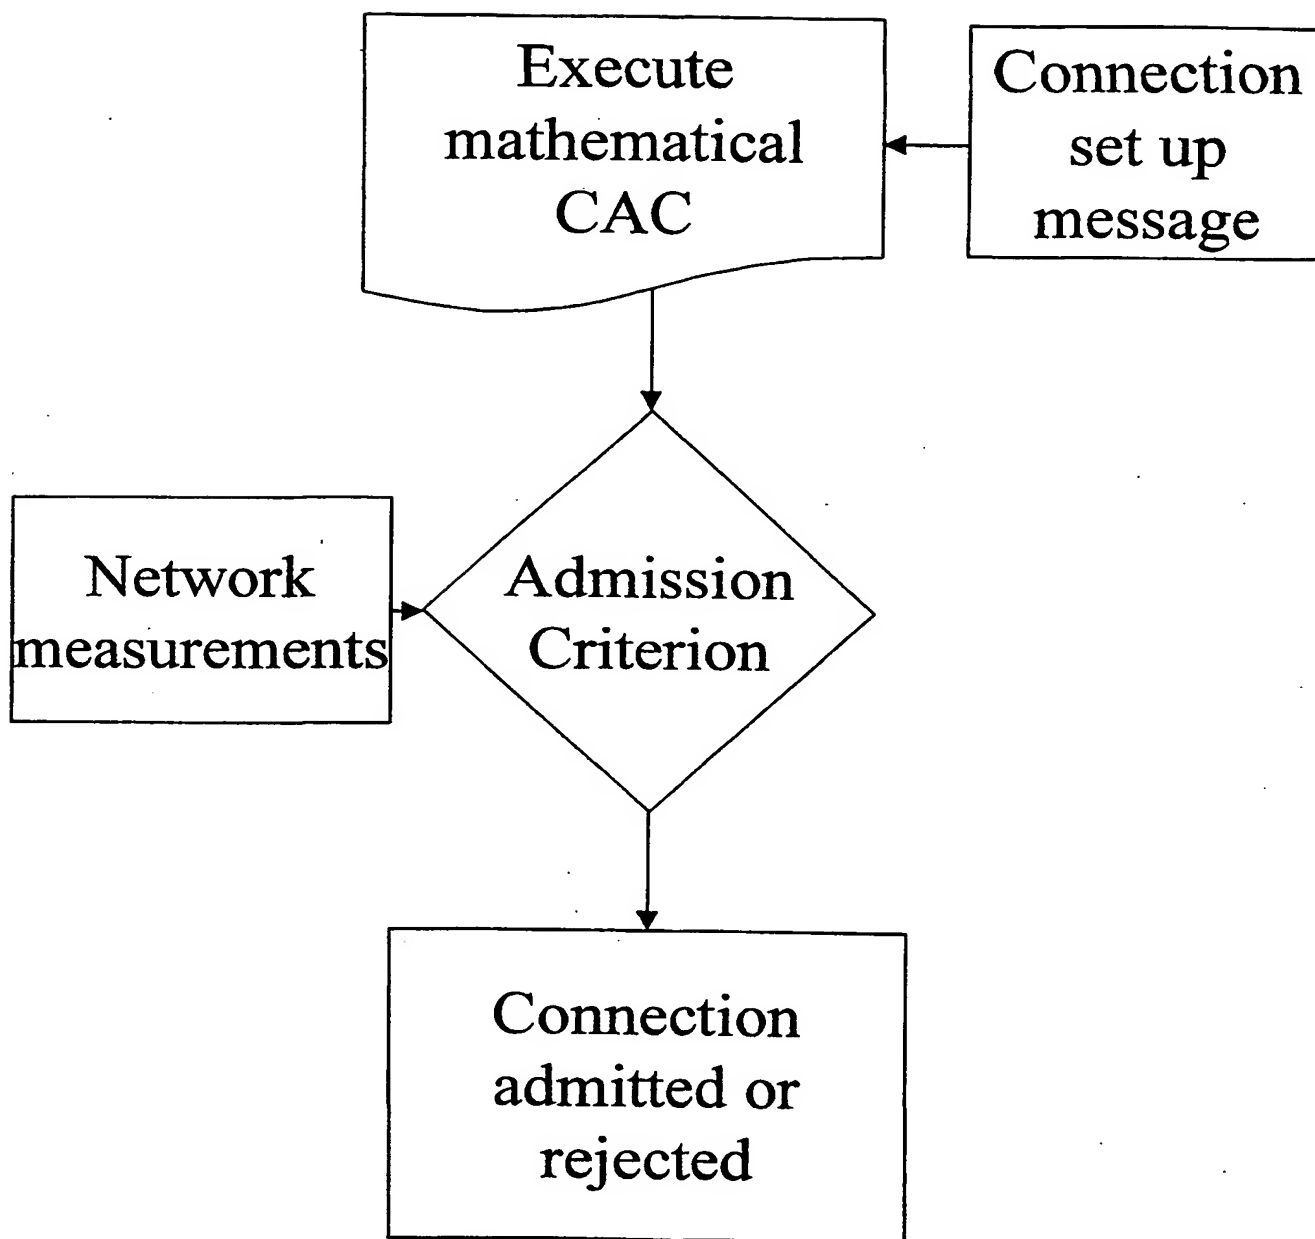 Execute
mathematical
CAC
Connection
set up
message
Network
measurements
Admission
Criterion
Connection
admitted or
rejected